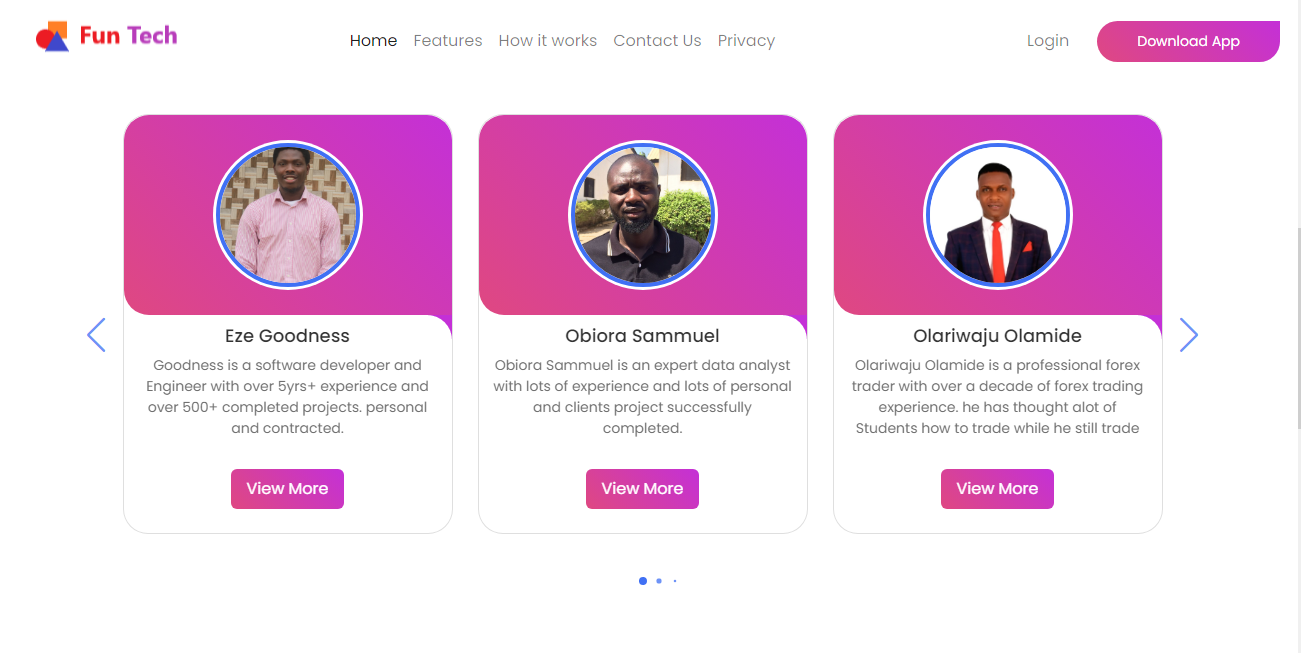 Fun Tech
Home Features How it works Contact Us Privacy
Login
Download App
Eze Goodness
Goodness is a software developer and
Engineer with over 5yrs+ experience and
over 500+ completed projects. personal
and contracted.
View More
Obiora Sammuel
Obiora Sammuel is an expert data analyst
with lots of experience and lots of personal
and clients project successfully
completed.
View More
Olariwaju Olamide
Olariwaju Olamide is a professional forex
trader with over a decade of forex trading
experience. he has thought alot of
Students how to trade while he still trade
View More